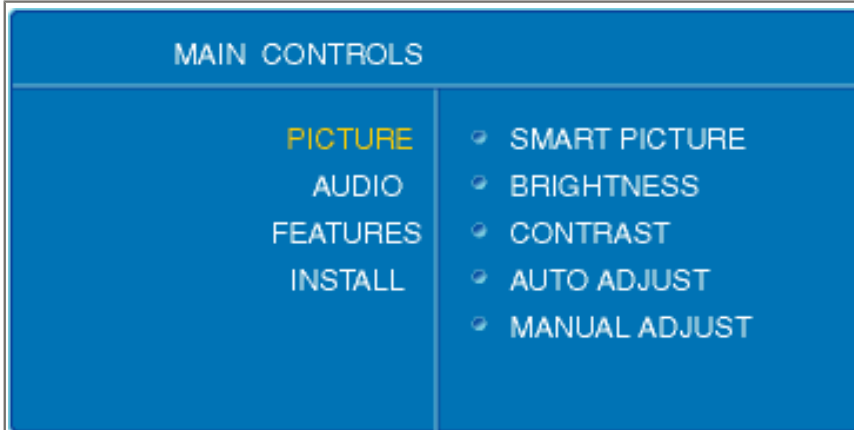 MAIN CONTROLS
PICTURE
AUDIO
FEATURES
INSTALL
SMART PICTURE
BRIGHTNESS
CONTRAST
AUTO ADJUST
MANUAL ADJUST